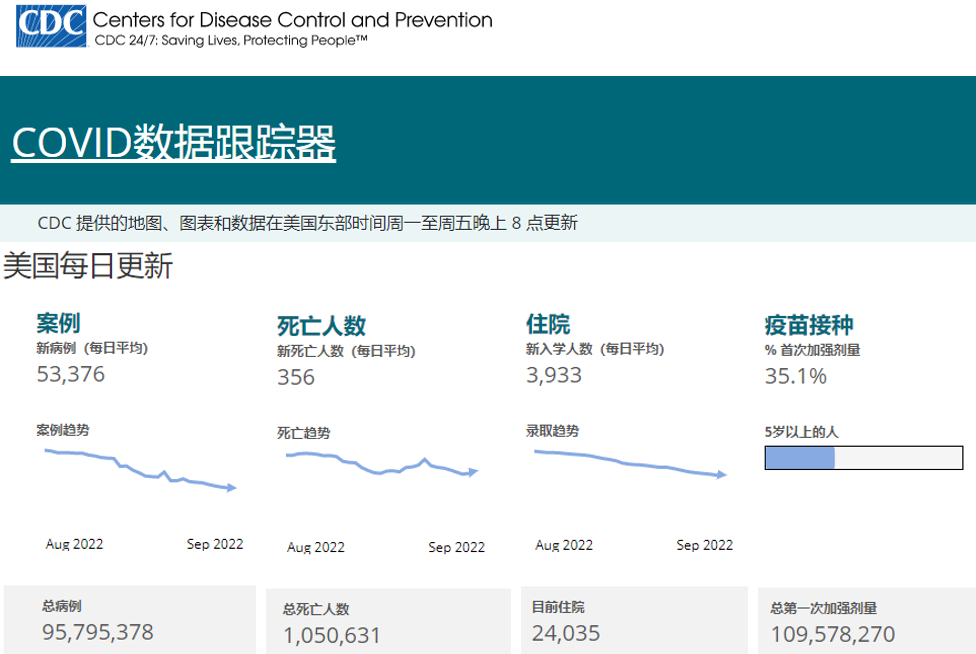 CDC Centers for Disease Control and Prevention
CDC 24/7: Saving Lives, Protecting People™
COVID数据跟踪器
CDC 提供的地图、图表和数据在美国东部时间周一至周五晚上 8 点更新
美国每日更新
案例
新病例（每日平均)
53,376
案例趋势
Aug 2022 Sep 2022
死亡人数
新死亡人数（每日平均)
356
死亡趋势
Aug 2022 Sep 2022
住院
新入学人数（每日平均)
3,933
录取趋势
Aug 2022 Sep 2022
疫苗接种
% 首次加强剂量
35.1%
5岁以上的人
总病例
95,795,378
总死亡人数
1,050,631
目前住院
24,035
总第一次加强剂量
109,578,270